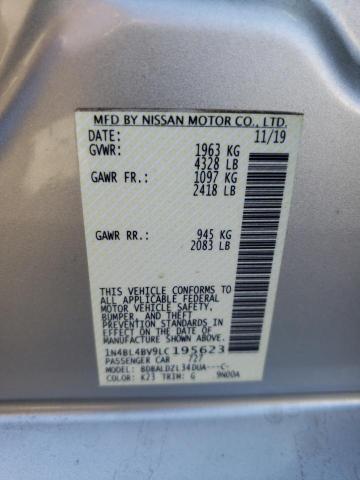 MFD BY NISSAN MOTOR CO., LTD.
DATE: 11/19
GVWR: 1963 KG
4328 LB
GAWR FR.: 1097 KG
2418 LB
GAWR RR.: 945 KG
2083 LB
THIS VEHICLE CONFORMS
TO ALL APPLICABLE FEDERAL
MOTOR VEHICLE SAFETY,
BUMPER, AND THEFT
PREVENTION STANDARDS IN
EFFECT ON THE DATE OF
MANUFACTURE SHOWN ABOVE.
1N4BL4BV9LC195623
PASSENGER CAR 727
MODEL: BDBALDZL34DUA---C-
COLOR: K23 TRIM: G 9N00A